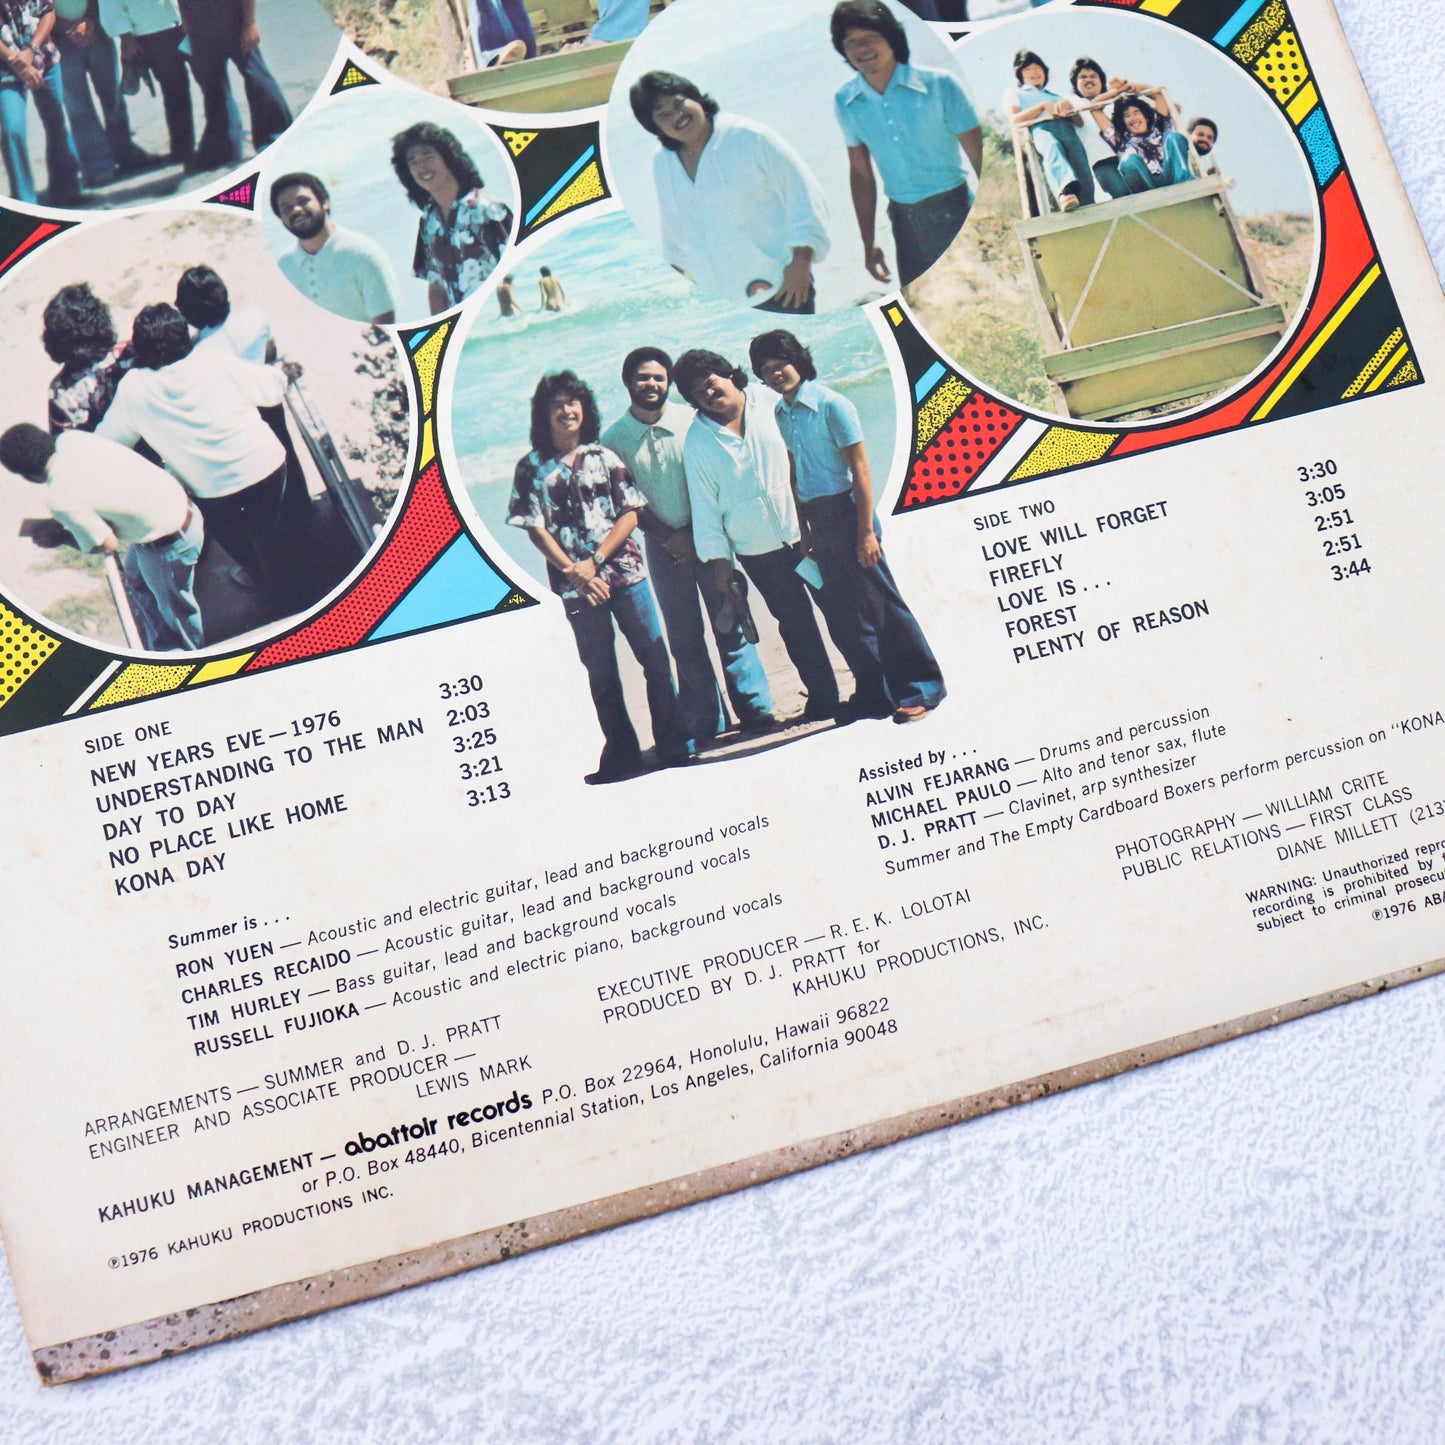 SIDE ONE
NEW YEARS EVE — 1976 3:30
UNDERSTANDING TO THE MAN 2:03
DAY TO DAY 3:25
NO PLACE LIKE HOME 3:21
KONA DAY 3:13
SIDE TWO
LOVE WILL FORGET 3:30
FIREFLY 3:05
LOVE IS . . . 2:51
FOREST 2:51
PLENTY OF REASON 3:44
Summer is . . .
RON YUEN — Acoustic and electric guitar, lead and background vocals
CHARLES RECAIDO — Acoustic guitar, lead and background vocals
TIM HURLEY — Bass guitar, lead and background vocals
RUSSELL FUJIOKA — Acoustic and electric piano, background vocals
Assisted by . . .
ALVIN FEJARANG — Drums and percussion
MICHAEL PAULO — Alto and tenor sax, flute
D. J. PRATT — Clavinet, arp synthesizer
Summer and The Empty Cardboard Boxers perform percussion on "KONA
ARRANGEMENTS — SUMMER and D. J. PRATT
ENGINEER AND ASSOCIATE PRODUCER —
LEWIS MARK
EXECUTIVE PRODUCER — R. E. K. LOLOTAI
PRODUCED BY D. J. PRATT for
KAHUKU PRODUCTIONS, INC.
PHOTOGRAPHY — WILLIAM CRITE
PUBLIC RELATIONS — FIRST CLASS
DIANE MILLETT (213
WARNING: Unauthorized repro
recording is prohibited by
subject to criminal prosecu
℗1976 ABA
KAHUKU MANAGEMENT — abattoir records P.O. Box 22964, Honolulu, Hawaii 96822
or P.O. Box 48440, Bicentennial Station, Los Angeles, California 90048
℗1976 KAHUKU PRODUCTIONS INC.